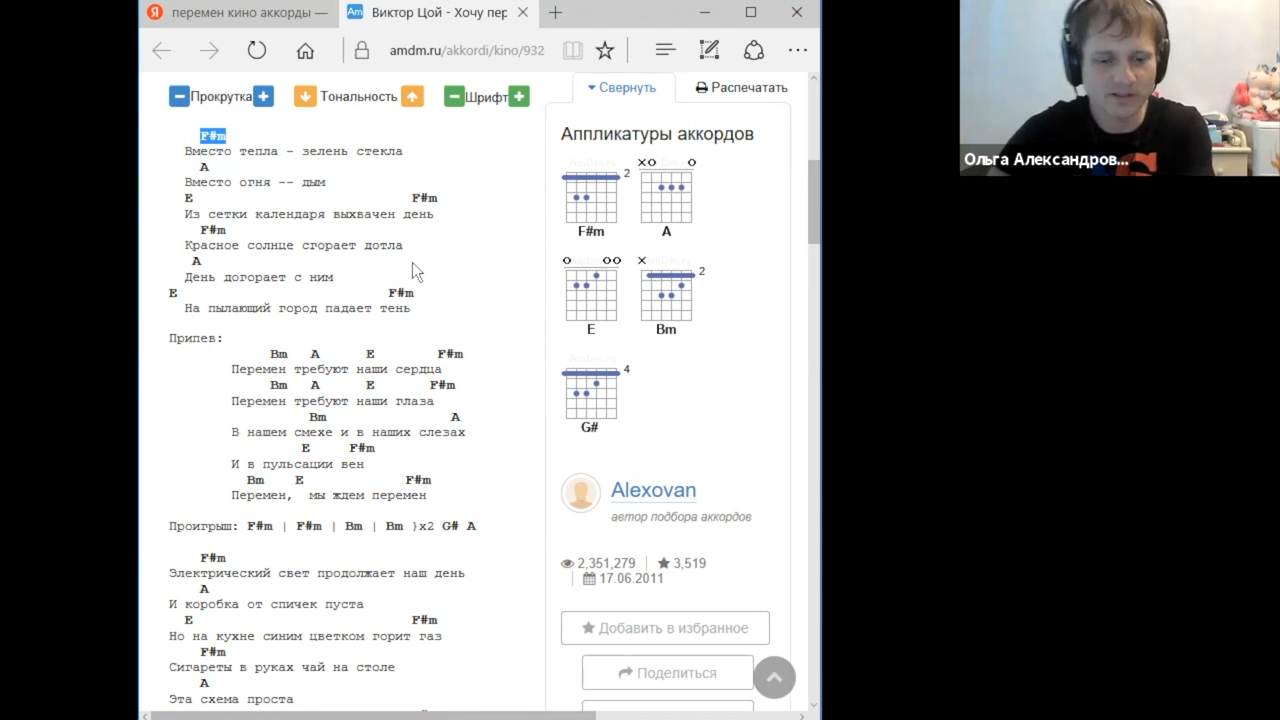 перемен кино аккорды —
Виктор Цой - Хочу пер
amdm.ru/akkordi/kino/932
Прокрутка
Тональность
Шрифт
Свернуть
Распечатать
F#m
Вместо тепла - зелень стекла
A
Вместо огня -- дым
E F#m
Из сетки календаря выхвачен день
F#m
Красное солнце сгорает дотла
A
День догорает с ним
E F#m
На пылающий город падает тень
Припев:
Bm A E F#m
Перемен требуют наши сердца
Bm A E F#m
Перемен требуют наши глаза
Bm A
В нашем смехе и в наших слезах
E F#m
И в пульсации вен
Bm E F#m
Перемен, мы ждем перемен
Проигрыш: F#m | F#m | Bm | Bm }x2 G# A
F#m
Электрический свет продолжает наш день
A
И коробка от спичек пуста
E F#m
Но на кухне синим цветком горит газ
F#m
Сигареты в руках чай на столе
A
Эта схема проста
Аппликатуры аккордов
2
F#m A
2
E Bm
4
G#
Alexovan
автор подбора аккордов
2,351,279 3,519
17.06.2011
Добавить в избранное
Поделиться
Ольга Александров...